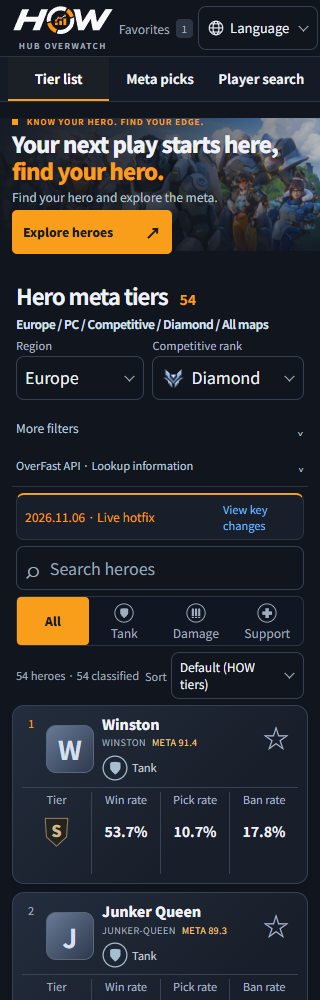 HOW
HUB OVERWATCH
Favorites 1
Language
Tier list Meta picks Player search
KNOW YOUR HERO. FIND YOUR EDGE.
Your next play starts here,
find your hero.
Find your hero and explore the meta.
Explore heroes ↗
Hero meta tiers 54
Europe / PC / Competitive / Diamond / All maps
Region Competitive rank
Europe Diamond
More filters
OverFast API · Lookup information
2026.11.06 · Live hotfix
View key
changes
Search heroes
All Tank Damage Support
54 heroes · 54 classified Sort
Default (HOW
tiers)
1 Winston
W
WINSTON META 91.4
Tank
Tier Win rate Pick rate Ban rate
S 53.7% 10.7% 17.8%
2 Junker Queen
J
JUNKER-QUEEN META 89.3
Tank
Tier Win rate Pick rate Ban rate